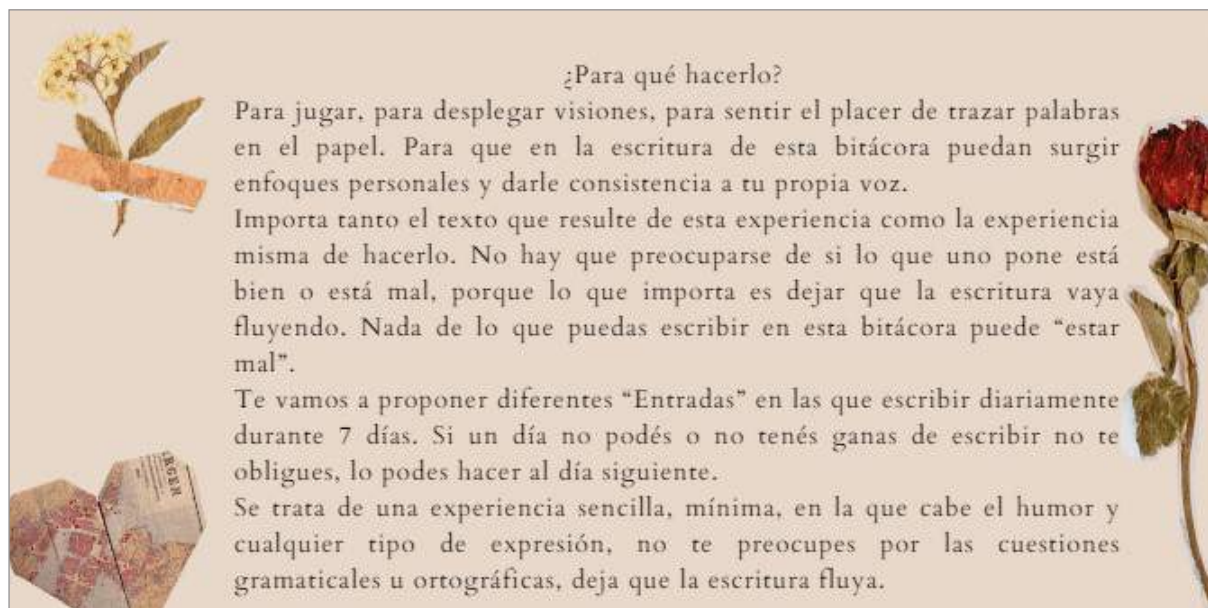 ¿Para qué hacerlo?
Para jugar, para desplegar visiones, para sentir el placer de trazar palabras
en el papel. Para que en la escritura de esta bitácora puedan surgir
enfoques personales y darle consistencia a tu propia voz.
Importa tanto el texto que resulte de esta experiencia como la experiencia
misma de hacerlo. No hay que preocuparse de si lo que uno pone está
bien o está mal, porque lo que importa es dejar que la escritura vaya
fluyendo. Nada de lo que puedas escribir en esta bitácora puede “estar
mal”.
Te vamos a proponer diferentes “Entradas” en las que escribir diariamente
durante 7 días. Si un día no podés o no tenés ganas de escribir no te
obligues, lo podes hacer al día siguiente.
Se trata de una experiencia sencilla, mínima, en la que cabe el humor y
cualquier tipo de expresión, no te preocupes por las cuestiones
gramaticales u ortográficas, deja que la escritura fluya.